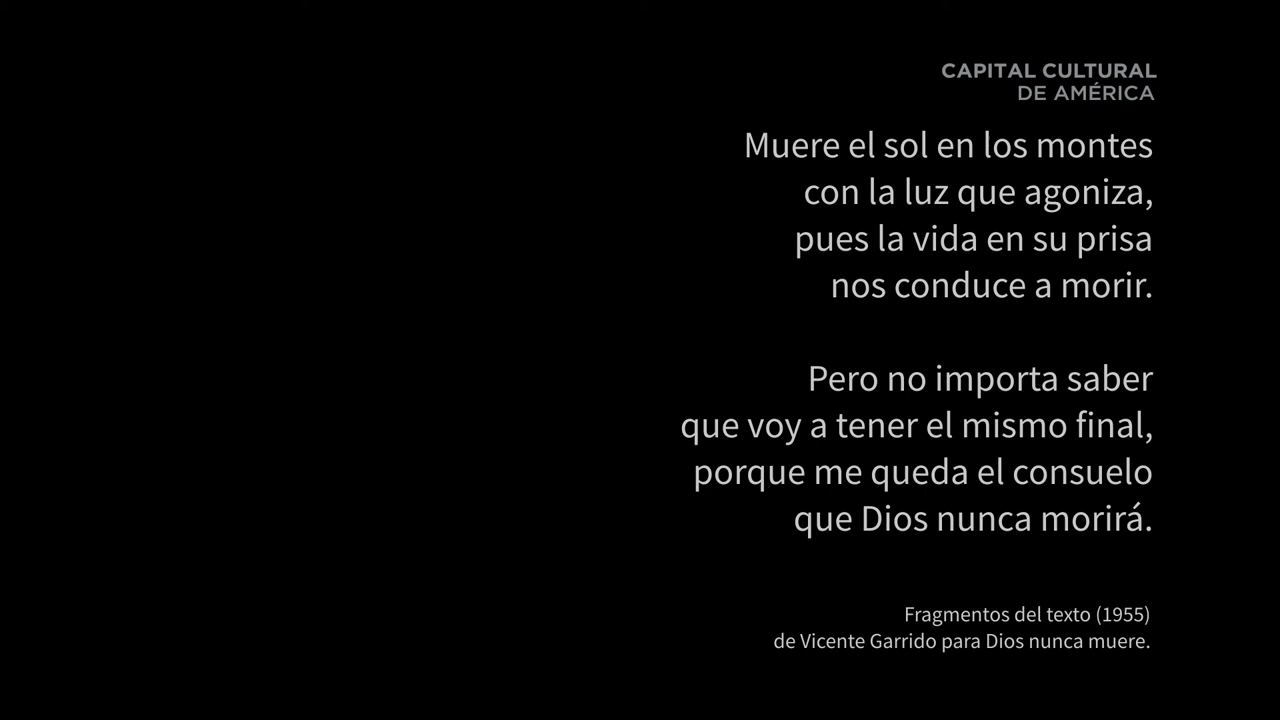 CAPITAL CULTURAL
DE AMÉRICA
Muere el sol en los montes
con la luz que agoniza,
pues la vida en su prisa
nos conduce a morir.
Pero no importa saber
que voy a tener el mismo final,
porque me queda el consuelo
que Dios nunca morirá.
Fragmentos del texto (1955)
de Vicente Garrido para Dios nunca muere.